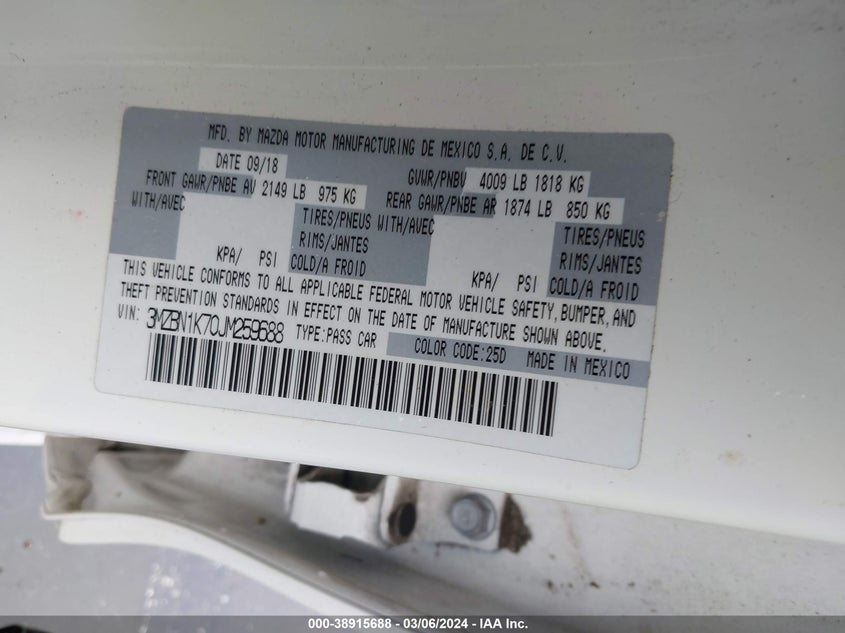 MFD. BY MAZDA MOTOR MANUFACTURING DE MEXICO S.A. DE C.V.
DATE 09/18 GVWR/PNBV 4009 LB 1818 KG
FRONT GAWR/PNBE AV 2149 LB 975 KG REAR GAWR/PNBE AR 1874 LB 850 KG
WITH/AVEC TIRES/PNEUS WITH/AVEC TIRES/PNEUS
RIMS/JANTES RIMS/JANTES
KPA/ PSI COLD/A FROID KPA/ PSI COLD/A FROID
THIS VEHICLE CONFORMS TO ALL APPLICABLE FEDERAL MOTOR VEHICLE SAFETY, BUMPER, AND
THEFT PREVENTION STANDARDS IN EFFECT ON THE DATE OF MANUFACTURE SHOWN ABOVE.
VIN: 3MZBN1K70JM259688 TYPE:PASS CAR COLOR CODE:25D MADE IN MEXICO
000-38915688 - 03/06/2024 - IAA Inc.